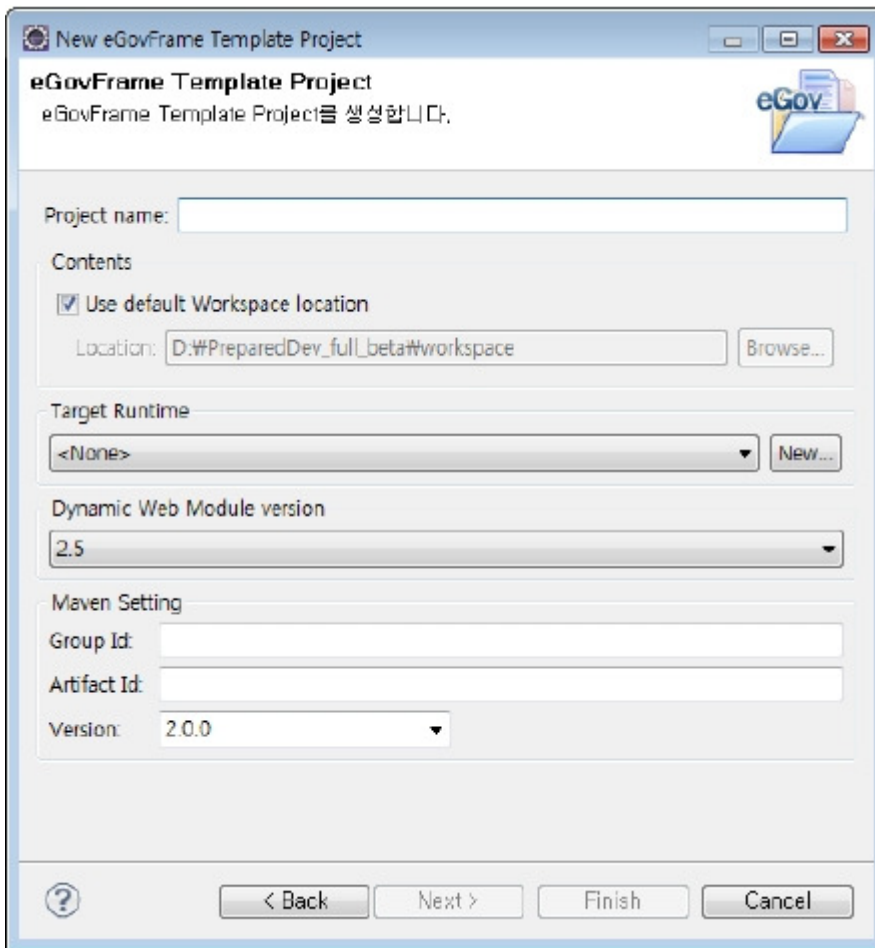 New eGovFrame Template Project
eGovFrame Template Project
eGovFrame Template Project를 생성합니다.
eGov
Project name:
Contents
Use default Workspace location
Location: D:₩PreparedDev_full_beta₩workspace Browse...
Target Runtime
<None> New...
Dynamic Web Module version
2.5
Maven Setting
Group Id:
Artifact Id:
Version: 2.0.0
? < Back Next > Finish Cancel